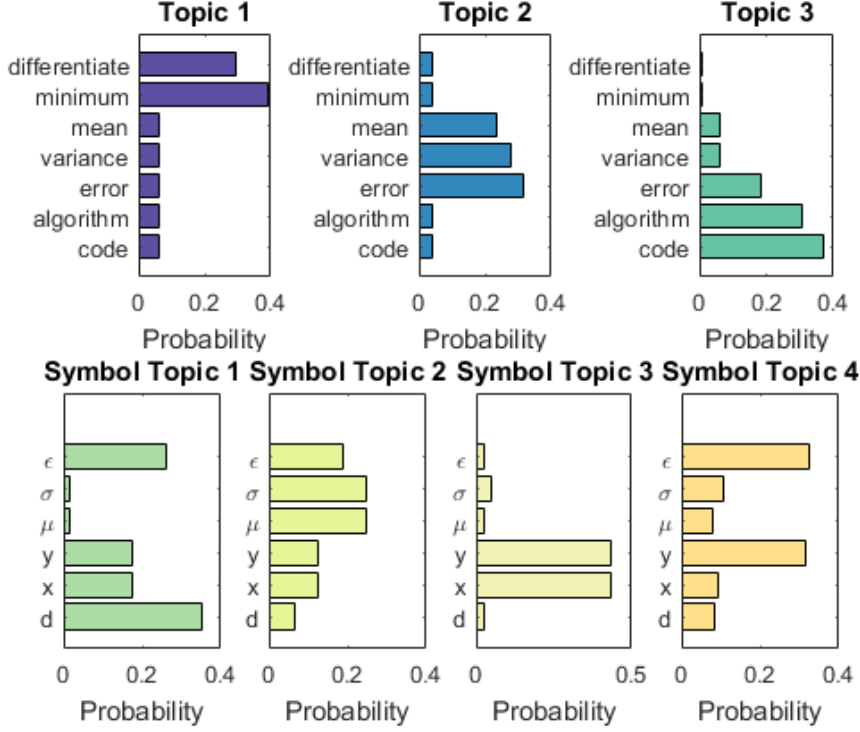 Topic 1
differentiate
minimum
mean
variance
error
algorithm
code
0 0.2 0.4
Probability
Topic 2
differentiate
minimum
mean
variance
error
algorithm
code
0 0.2 0.4
Probability
Topic 3
differentiate
minimum
mean
variance
error
algorithm
code
0 0.2 0.4
Probability
Symbol Topic 1
ϵ
σ
μ
y
x
d
0 0.2 0.4
Probability
Symbol Topic 2
ϵ
σ
μ
y
x
d
0 0.2 0.4
Probability
Symbol Topic 3
ϵ
σ
μ
y
x
d
0 0.5
Probability
Symbol Topic 4
ϵ
σ
μ
y
x
d
0 0.2 0.4
Probability